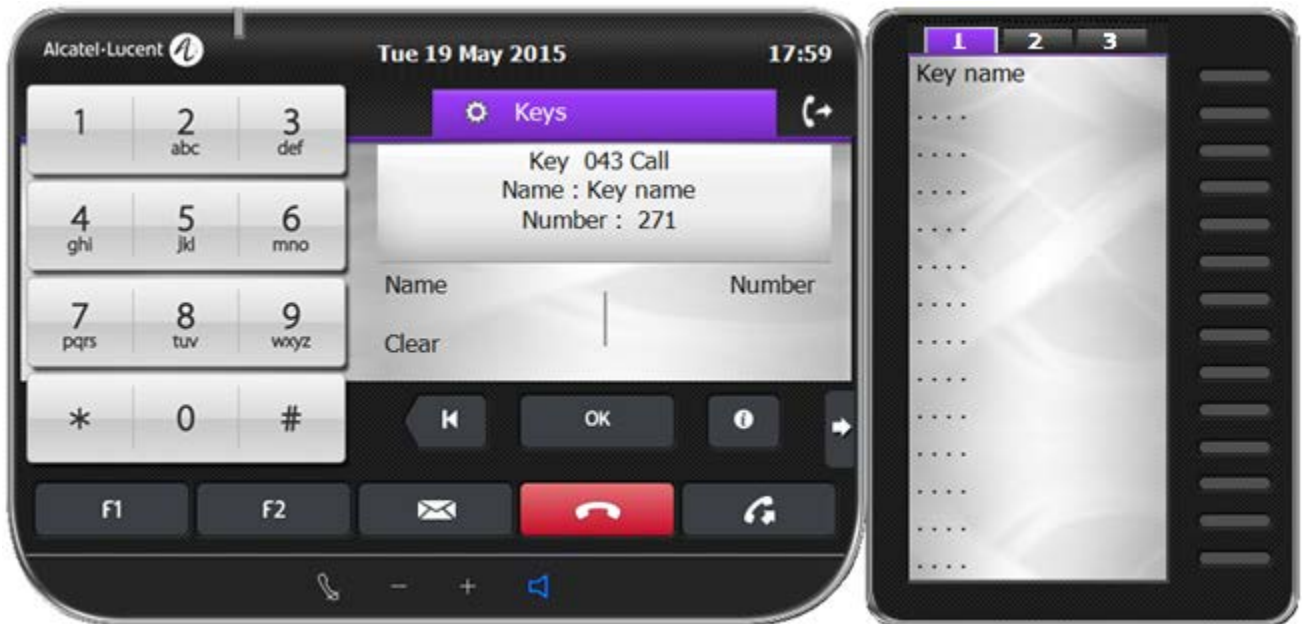 Alcatel·Lucent
Tue 19 May 2015
17:59
Keys
1
2
abc
3
def
4
ghi
5
jkl
6
mno
7
pqrs
8
tuv
9
wxyz
*
0
#
Key 043 Call
Name : Key name
Number : 271
Name
Number
Clear
OK
F1
F2
- +
1 2 3
Key name
. . . .
. . . .
. . . .
. . . .
. . . .
. . . .
. . . .
. . . .
. . . .
. . . .
. . . .
. . . .
. . . .